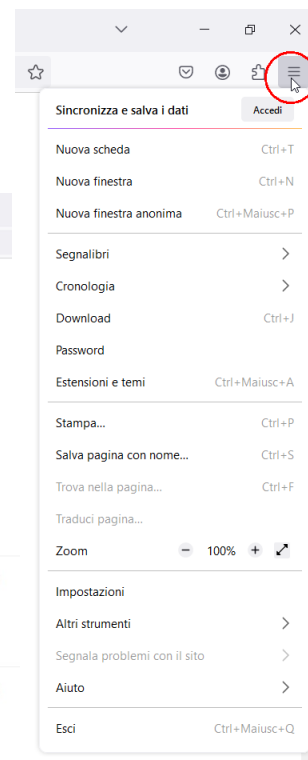 Sincronizza e salva i dati Accedi
Nuova scheda Ctrl+T
Nuova finestra Ctrl+N
Nuova finestra anonima Ctrl+Maiusc+P
Segnalibri
Cronologia
Download Ctrl+J
Password
Estensioni e temi Ctrl+Maiusc+A
Stampa... Ctrl+P
Salva pagina con nome... Ctrl+S
Trova nella pagina... Ctrl+F
Traduci pagina...
Zoom − 100% +
Impostazioni
Altri strumenti
Segnala problemi con il sito
Aiuto
Esci Ctrl+Maiusc+Q